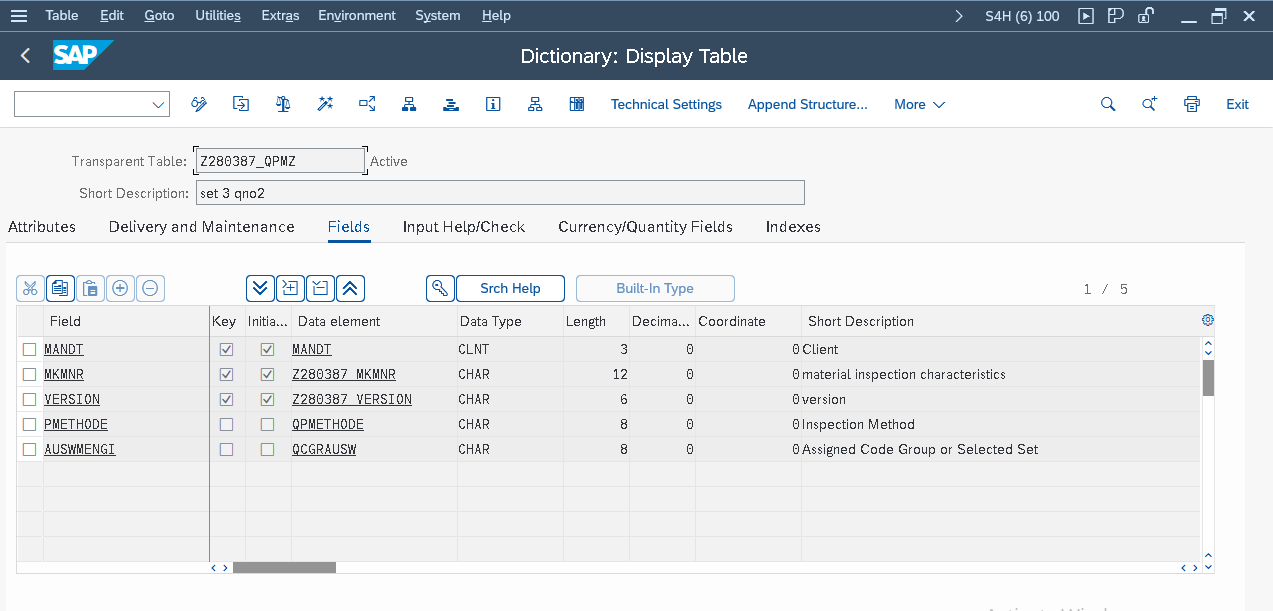 Table Edit Goto Utilities Extras Environment System Help S4H (6) 100
SAP Dictionary: Display Table
Technical Settings Append Structure... More Exit
Transparent Table: Z280387_QPMZ Active
Short Description: set 3 qno2
Attributes Delivery and Maintenance Fields Input Help/Check Currency/Quantity Fields Indexes
Srch Help Built-In Type 1 / 5
Field Key Initia... Data element Data Type Length Decima... Coordinate Short Description
MANDT MANDT CLNT 3 0 0 Client
MKMNR Z280387_MKMNR CHAR 12 0 0 material inspection characteristics
VERSION Z280387_VERSION CHAR 6 0 0 version
PMETHODE QPMETHODE CHAR 8 0 0 Inspection Method
AUSWMENGI QCGRAUSW CHAR 8 0 0 Assigned Code Group or Selected Set